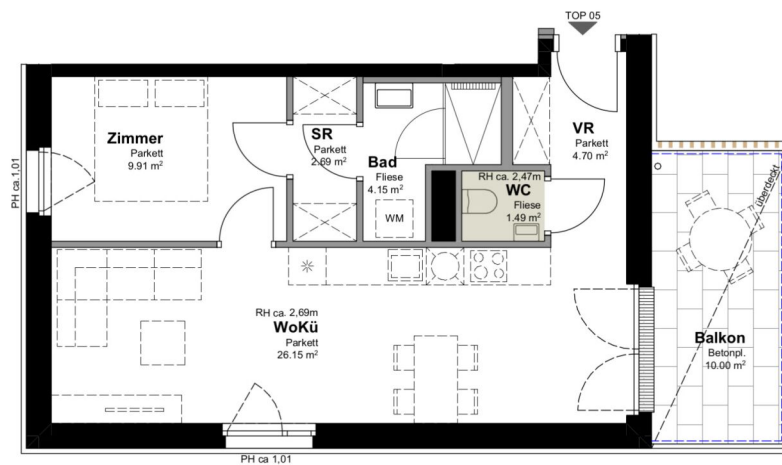 TOP 05
Zimmer
Parkett
9.91 m²
SR
Parkett
2.69 m²
Bad
Fliese
4.15 m²
WM
VR
Parkett
4.70 m²
RH ca. 2,47m
WC
Fliese
1.49 m²
PH ca.1,01
überdeckt
RH ca. 2,69m
WoKü
Parkett
26.15 m²
Balkon
Betonpl.
10.00 m²
PH ca 1,01